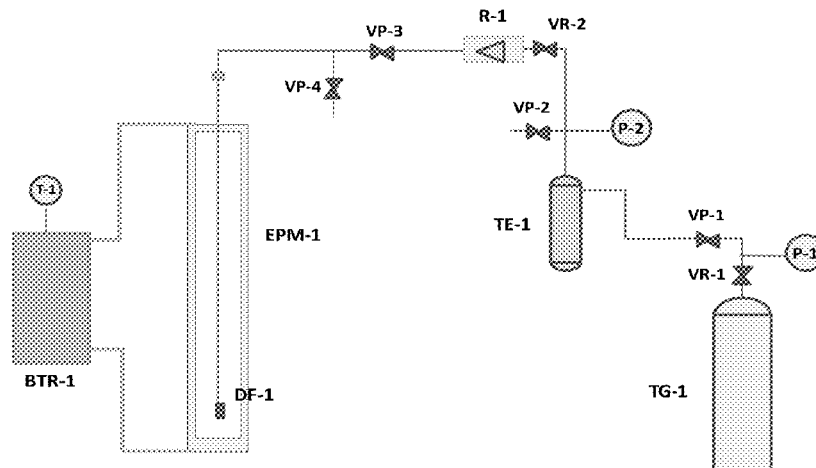 R-1
VR-2
VP-3
VP-4
VP-2
P-2
T-1
TE-1
VP-1
EPM-1
P-1
VR-1
BTR-1
DF-1
TG-1